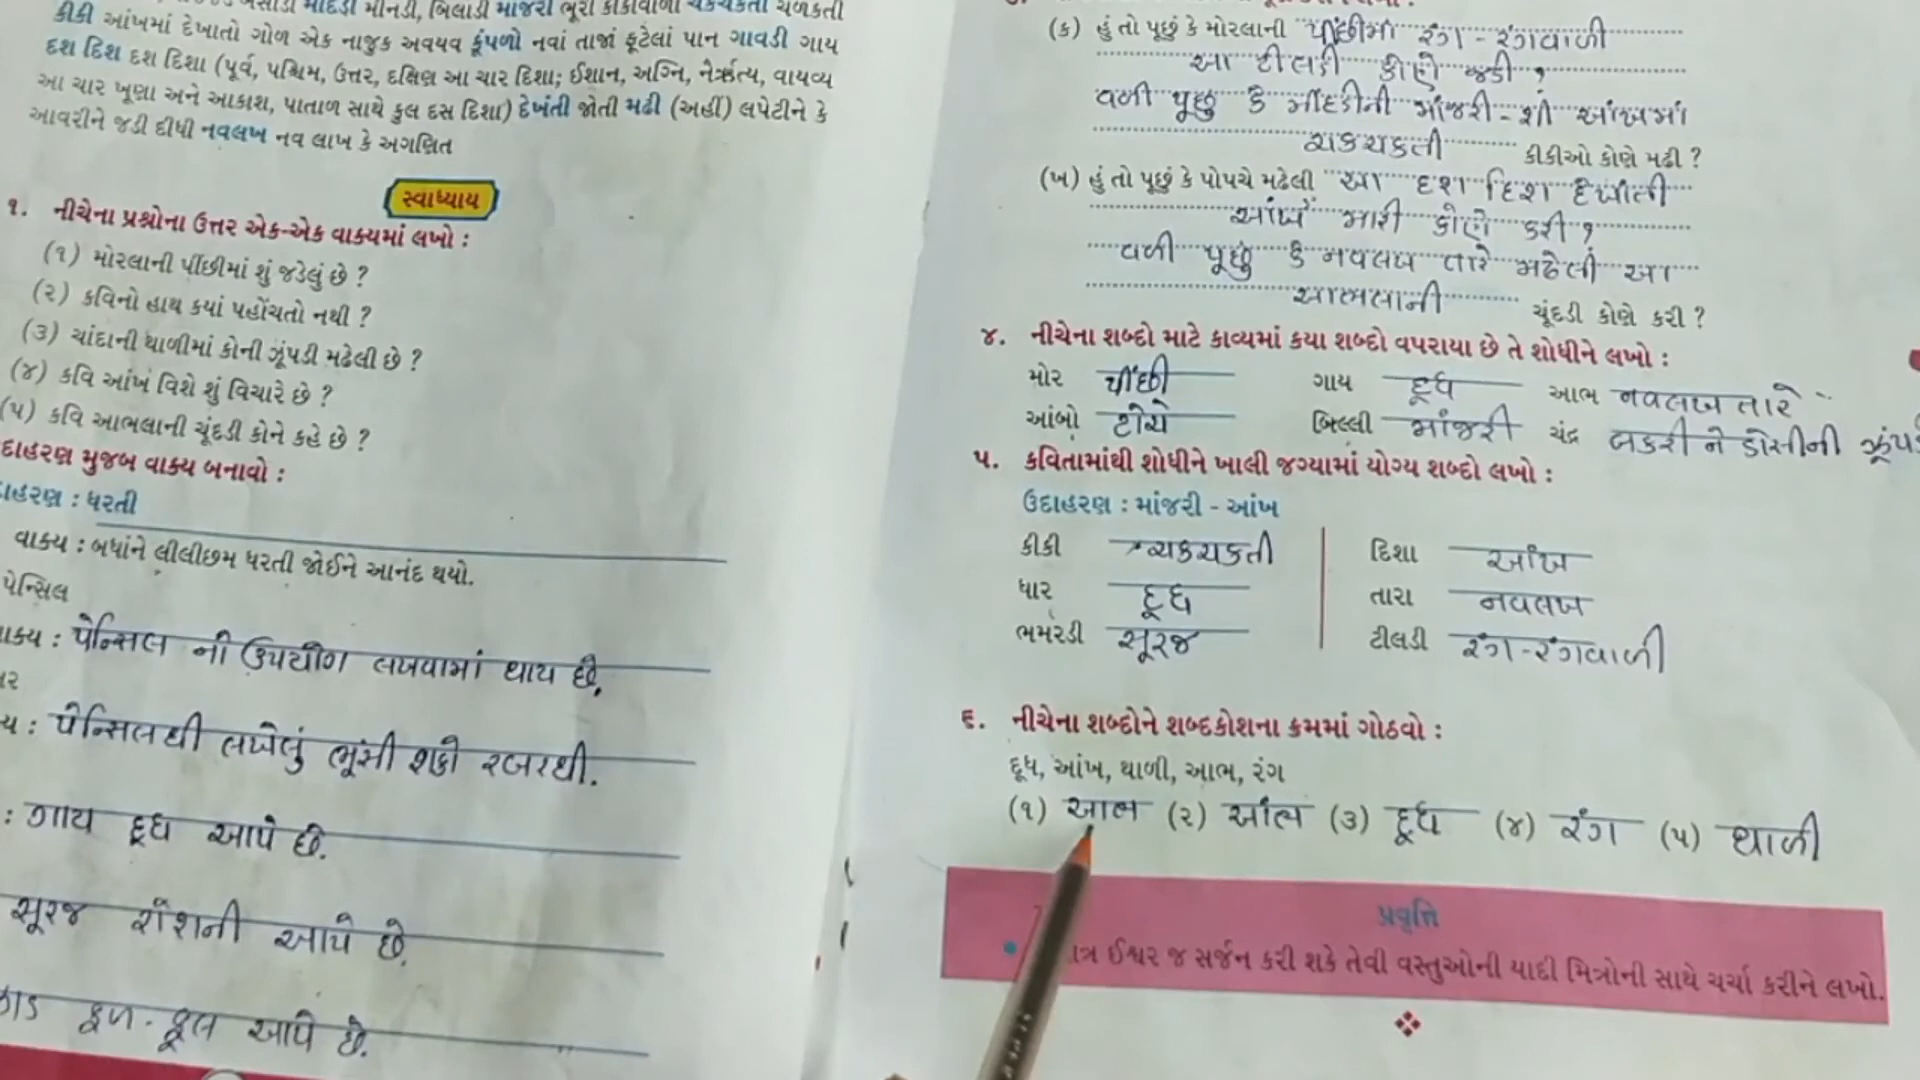 મીનડી, બિલાડી માંજરી ભૂરી કીકીવાળી ચકચકતી ચળકતી
કીકી આંખમાં દેખાતો ગોળ એક નાજુક અવયવ કૂંપળો નવાં તાજાં ફૂટેલાં પાન ગાવડી ગાય
દશ દિશ દશ દિશા (પૂર્વ, પશ્ચિમ, ઉત્તર, દક્ષિણ આ ચાર દિશા; ઈશાન, અગ્નિ, નૈર્ઋત્ય, વાયવ્ય
આ ચાર ખૂણા અને આકાશ, પાતાળ સાથે કુલ દસ દિશા) દેખંતી જોતી મઢી (અહીં) લપેટીને કે
આવરીને જડી દીધી નવલખ નવ લાખ કે અગણિત
સ્વાધ્યાય
૧. નીચેના પ્રશ્નોના ઉત્તર એક-એક વાક્યમાં લખો :
(૧) મોરલાની પીંછીમાં શું જડેલું છે ?
(૨) કવિનો હાથ ક્યાં પહોંચતો નથી ?
(૩) ચાંદાની થાળીમાં કોની ઝૂંપડી મઢેલી છે ?
(૪) કવિ આંખ વિશે શું વિચારે છે ?
(૫) કવિ આભલાની ચૂંદડી કોને કહે છે ?
દાહરણ મુજબ વાક્ય બનાવો :
દાહરણ : ધરતી
વાક્ય : બધાંને લીલીછમ ધરતી જોઈને આનંદ થયો.
પેન્સિલ
ાક્ય : પેન્સિલ નો ઉપયોગ લખવામાં થાય છે.
ર
ય : પેન્સિલથી લખેલું ભૂંસી શકો રબરથી.
: ગાય દૂધ આપે છે.
સૂરજ રોશની આપે છે.
ાડ ફળ-ફૂલ આપે છે.
(ક) હું તો પૂછું કે મોરલાની પીંછીમાં રંગ-રંગવાળી
આ ટીલડી કોણે જડી ?
વળી પૂછું કે મીંદડીની માંજરી-શી આંખમાં
ચકચકતી કીકીઓ કોણે મઢી ?
(ખ) હું તો પૂછું કે પોપચે મઢેલી આ દશ દિશ દેખંતી
આંખ મારી કોણે કરી ?
વળી પૂછું કે નવલખ તારે મઢેલી આ
આભલાની ચૂંદડી કોણે કરી ?
૪. નીચેના શબ્દો માટે કાવ્યમાં કયા શબ્દો વપરાયા છે તે શોધીને લખો :
મોર પીંછી ગાય દૂધ આભ નવલખ તારે
આંબો ટોચે બિલ્લી માંજરી ચંદ્ર બકરી ને ડોસીની ઝૂંપડ
૫. કવિતામાંથી શોધીને ખાલી જગ્યામાં યોગ્ય શબ્દો લખો :
ઉદાહરણ : માંજરી - આંખ
કીકી ચકચકતી દિશા આંખ
ધાર દૂધ તારા નવલખ
ભમરડી સૂરજ ટીલડી રંગ-રંગવાળી
૬. નીચેના શબ્દોને શબ્દકોશના ક્રમમાં ગોઠવો :
દૂધ, આંખ, થાળી, આભ, રંગ
(૧) આભ (૨) આંખ (૩) દૂધ (૪) રંગ (૫) થાળી
પ્રવૃત્તિ
ત્ર ઈશ્વર જ સર્જન કરી શકે તેવી વસ્તુઓની યાદી મિત્રોની સાથે ચર્ચા કરીને લખો.